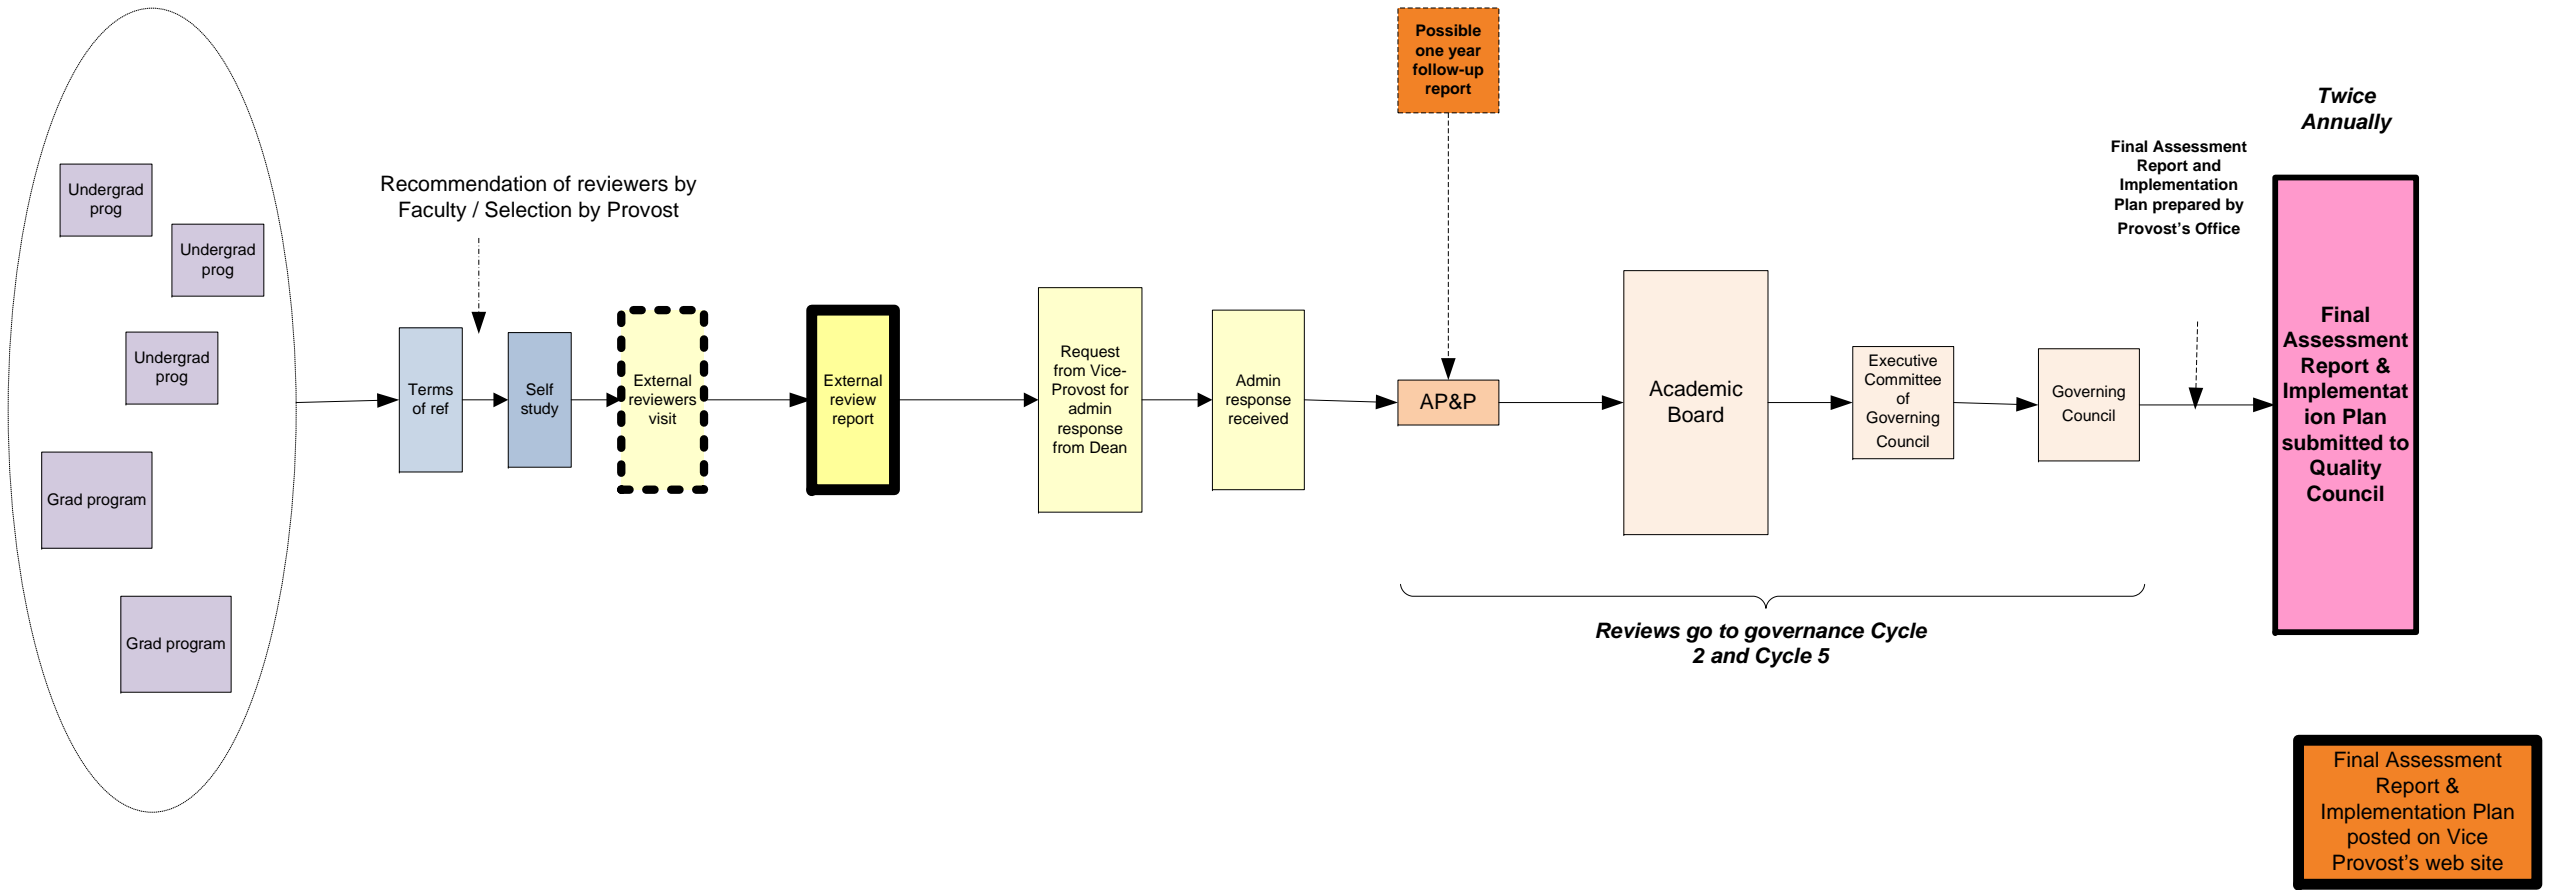 Undergrad
prog
Undergrad
prog
Undergrad
prog
Grad program
Grad program
Recommendation of reviewers by
Faculty / Selection by Provost
Terms
of ref
Self
study
External
reviewers
visit
External
review
report
Request
from Vice-
Provost for
admin
response
from Dean
Admin
response
received
Possible
one year
follow-up
report
AP&P
Academic
Board
Executive
Committee
of
Governing
Council
Governing
Council
Reviews go to governance Cycle
2 and Cycle 5
Final Assessment
Report and
Implementation
Plan prepared by
Provost's Office
Twice
Annually
Final
Assessment
Report &
Implementat
ion Plan
submitted to
Quality
Council
Final Assessment
Report &
Implementation Plan
posted on Vice
Provost's web site